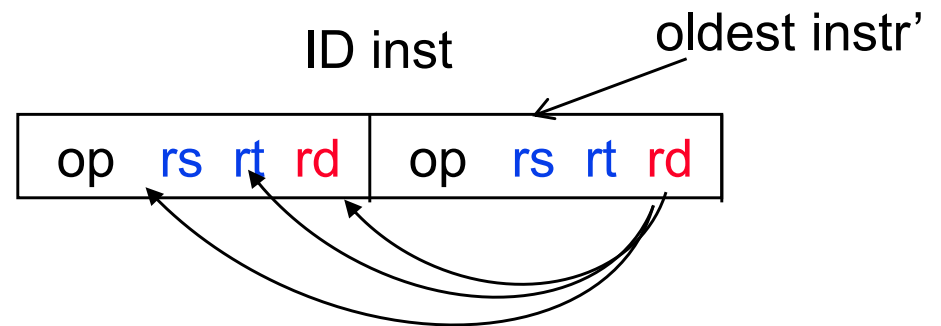 ID inst
oldest instr’
op rs rt rd op rs rt rd